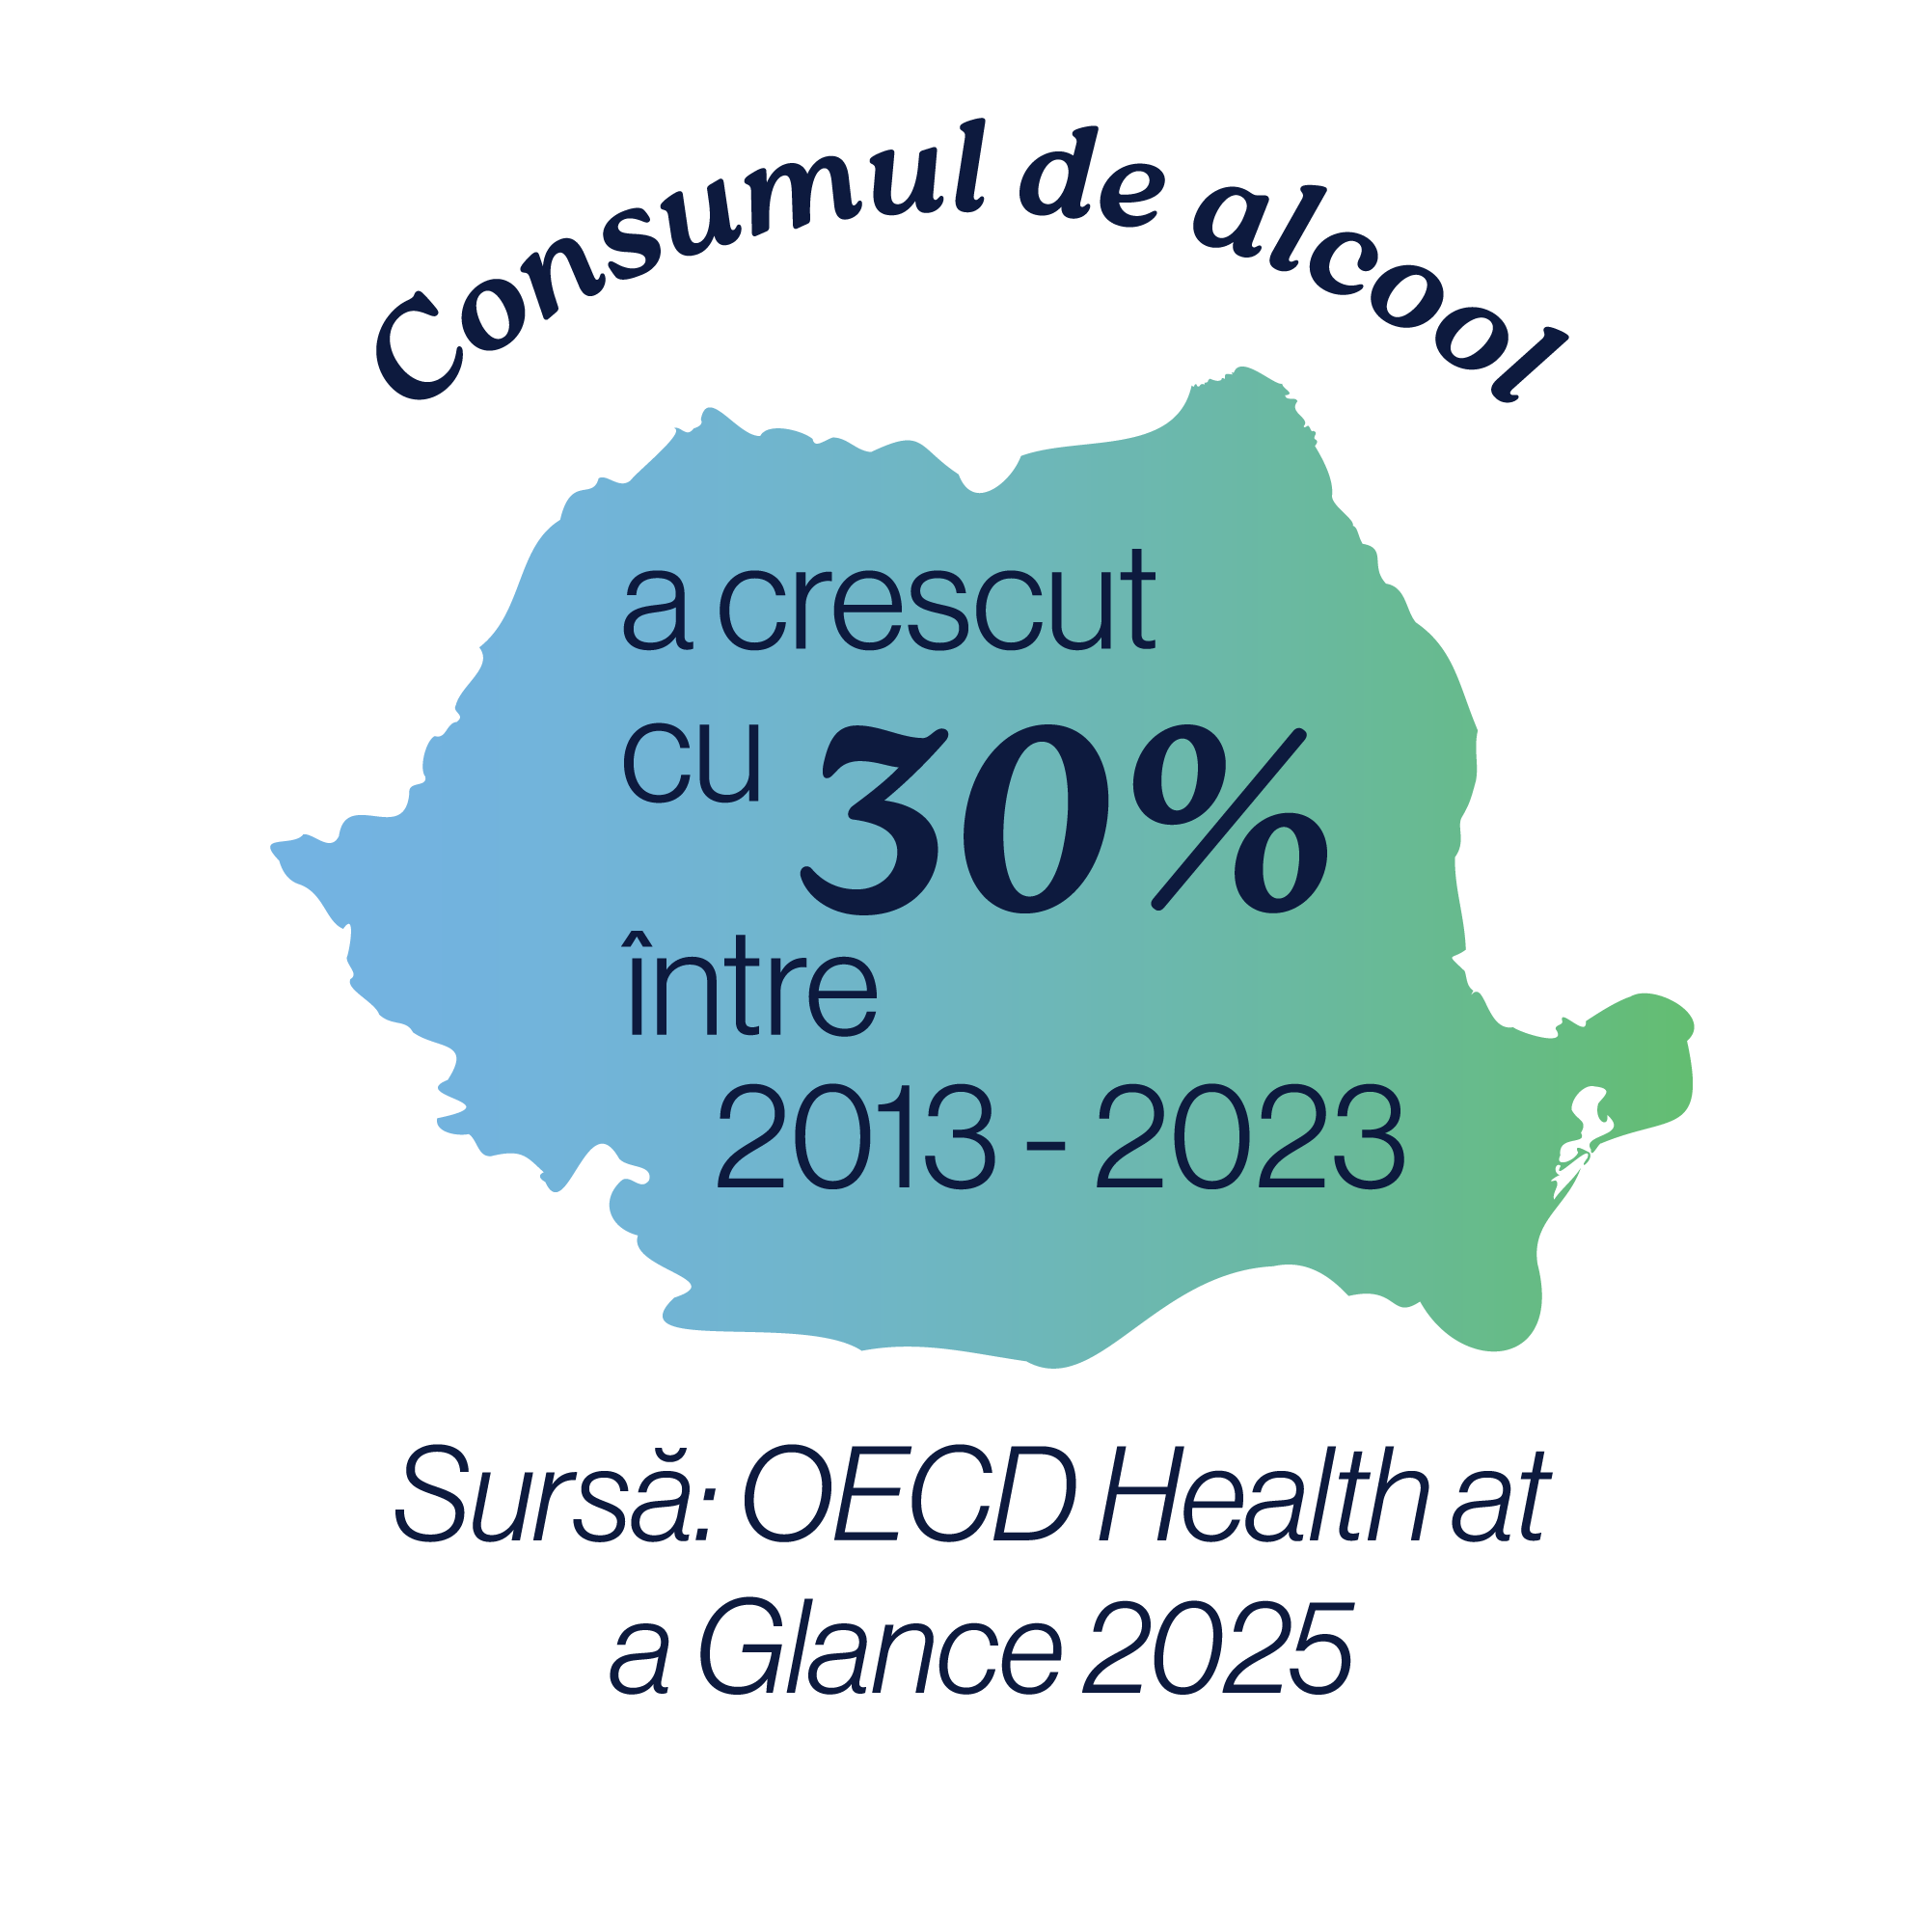 Consumul de alcool
a crescut
cu 30%
între
2013 - 2023
Sursă: OECD Health at
a Glance 2025